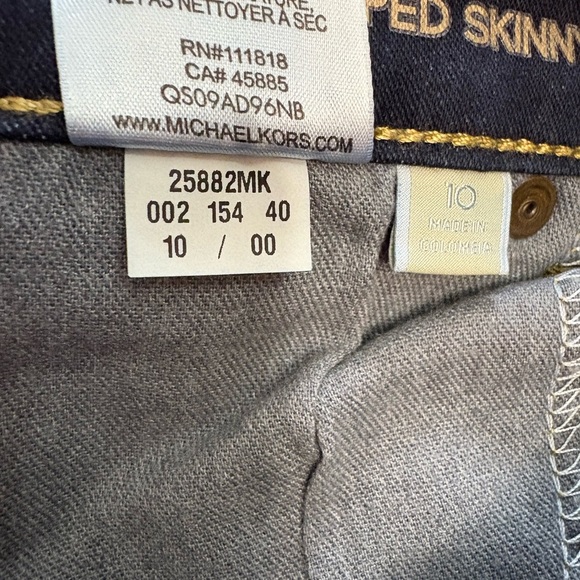 NE PAS NETTOYER À SEC
RN#111818
CA# 45885
QS09AD96NB
WWW.MICHAELKORS.COM
PED SKINNY
25882MK
002 154 40
10 / 00
10
MADE IN
COLOMBIA